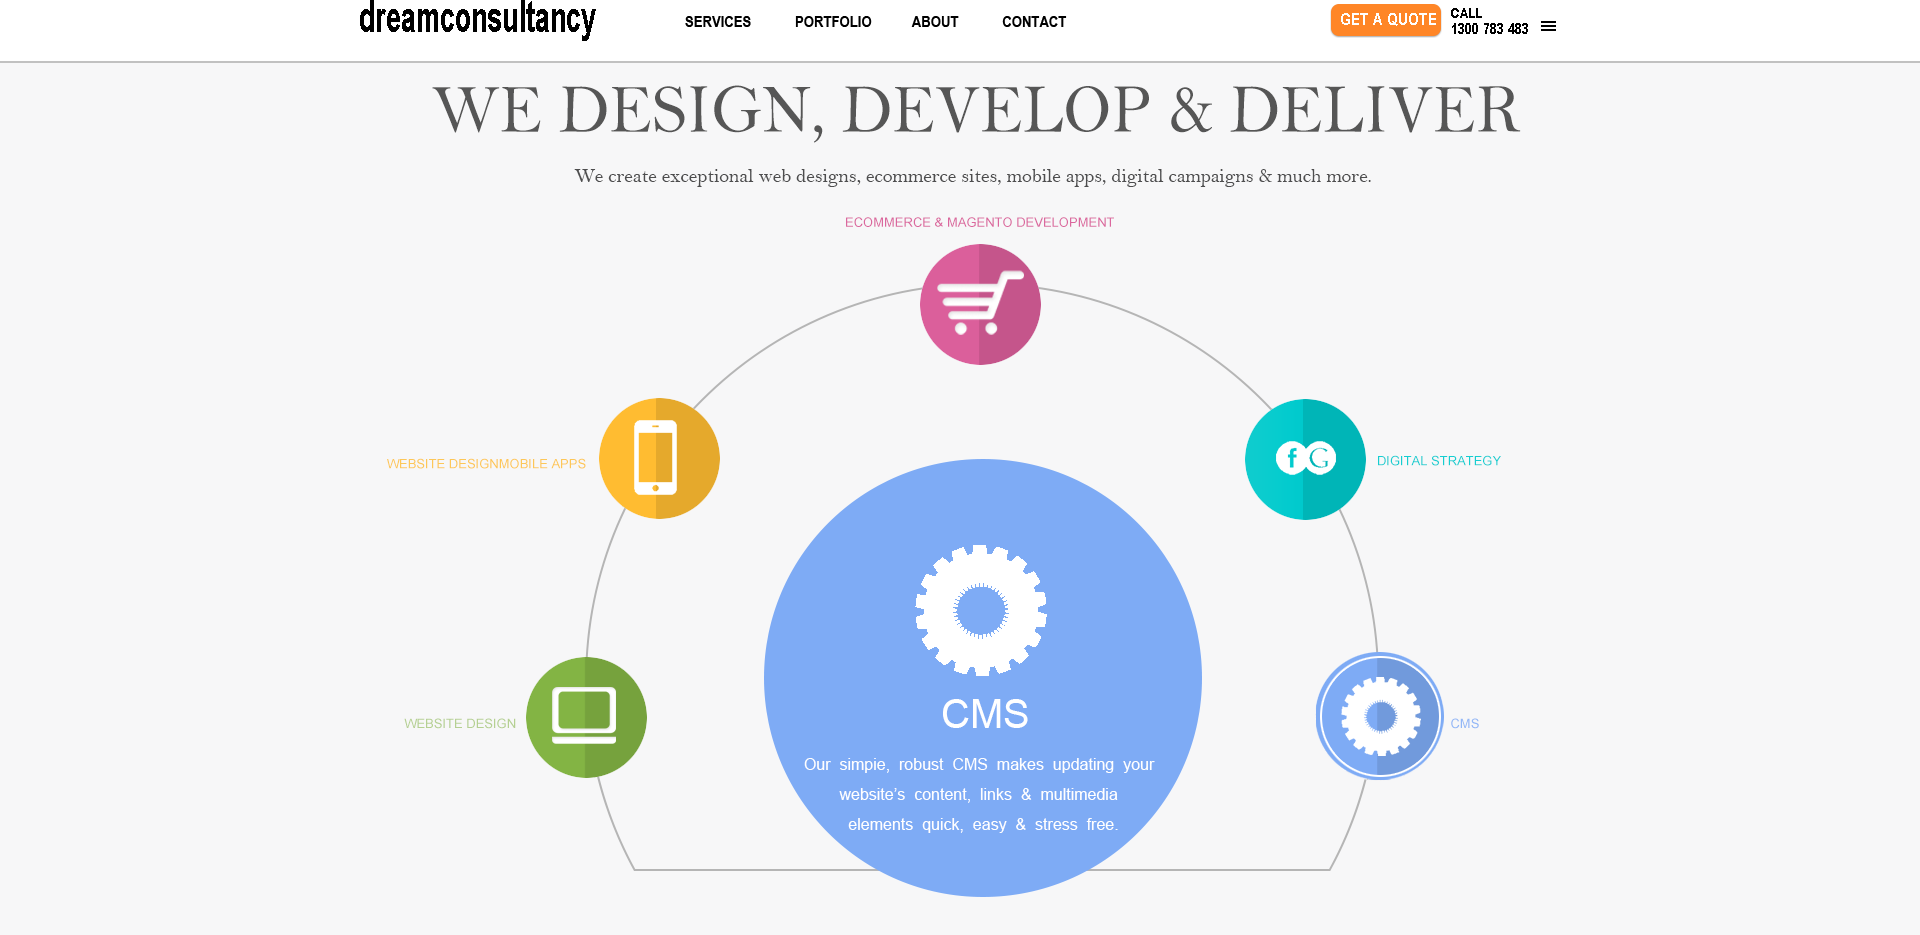 dreamconsultancy
SERVICES PORTFOLIO ABOUT CONTACT
GET A QUOTE
CALL
1300 783 483
WE DESIGN, DEVELOP & DELIVER
We create exceptional web designs, ecommerce sites, mobile apps, digital campaigns & much more.
ECOMMERCE & MAGENTO DEVELOPMENT
WEBSITE DESIGNMOBILE APPS
f G
DIGITAL STRATEGY
WEBSITE DESIGN
CMS
Our simpie, robust CMS makes updating your
website's content, links & multimedia
elements quick, easy & stress free.
CMS